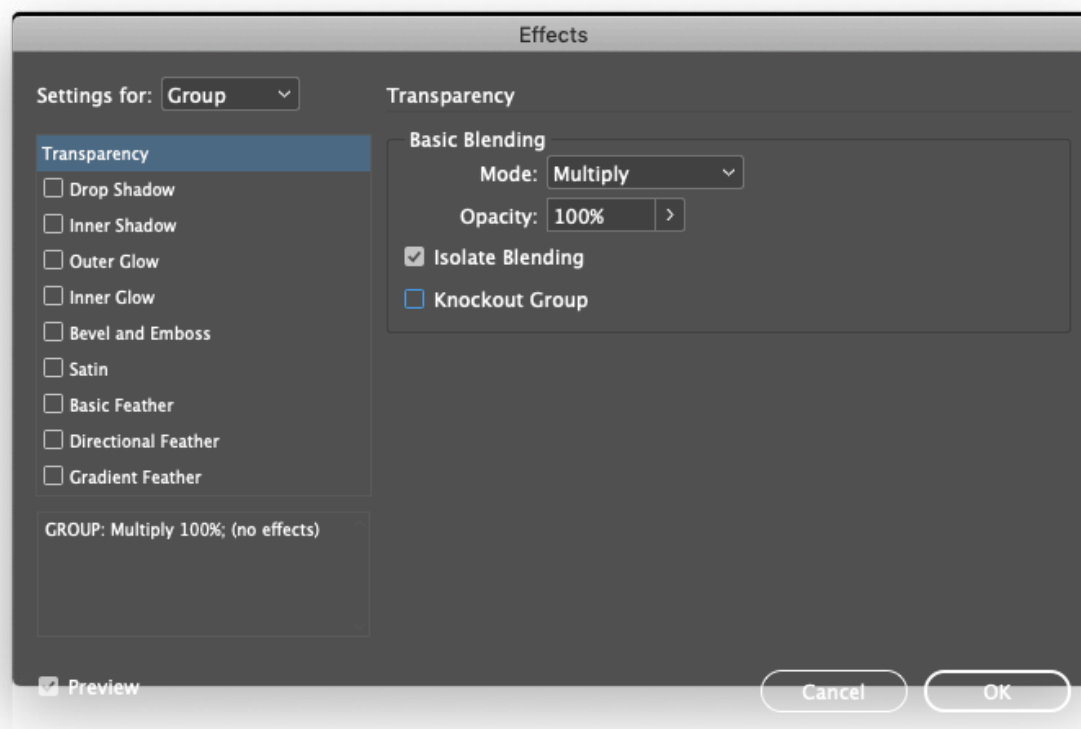 Effects
Settings for: Group
Transparency
Drop Shadow
Inner Shadow
Outer Glow
Inner Glow
Bevel and Emboss
Satin
Basic Feather
Directional Feather
Gradient Feather
GROUP: Multiply 100%; (no effects)
Preview
Transparency
Basic Blending
Mode: Multiply
Opacity: 100%
Isolate Blending
Knockout Group
Cancel
OK